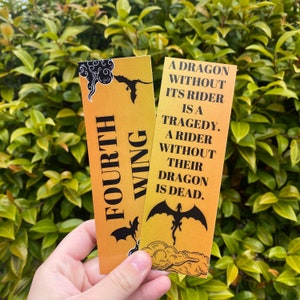 FOURTH
WING
A DRAGON
WITHOUT
ITS RIDER
IS A
TRAGEDY.
A RIDER
WITHOUT
THEIR
DRAGON
IS DEAD.